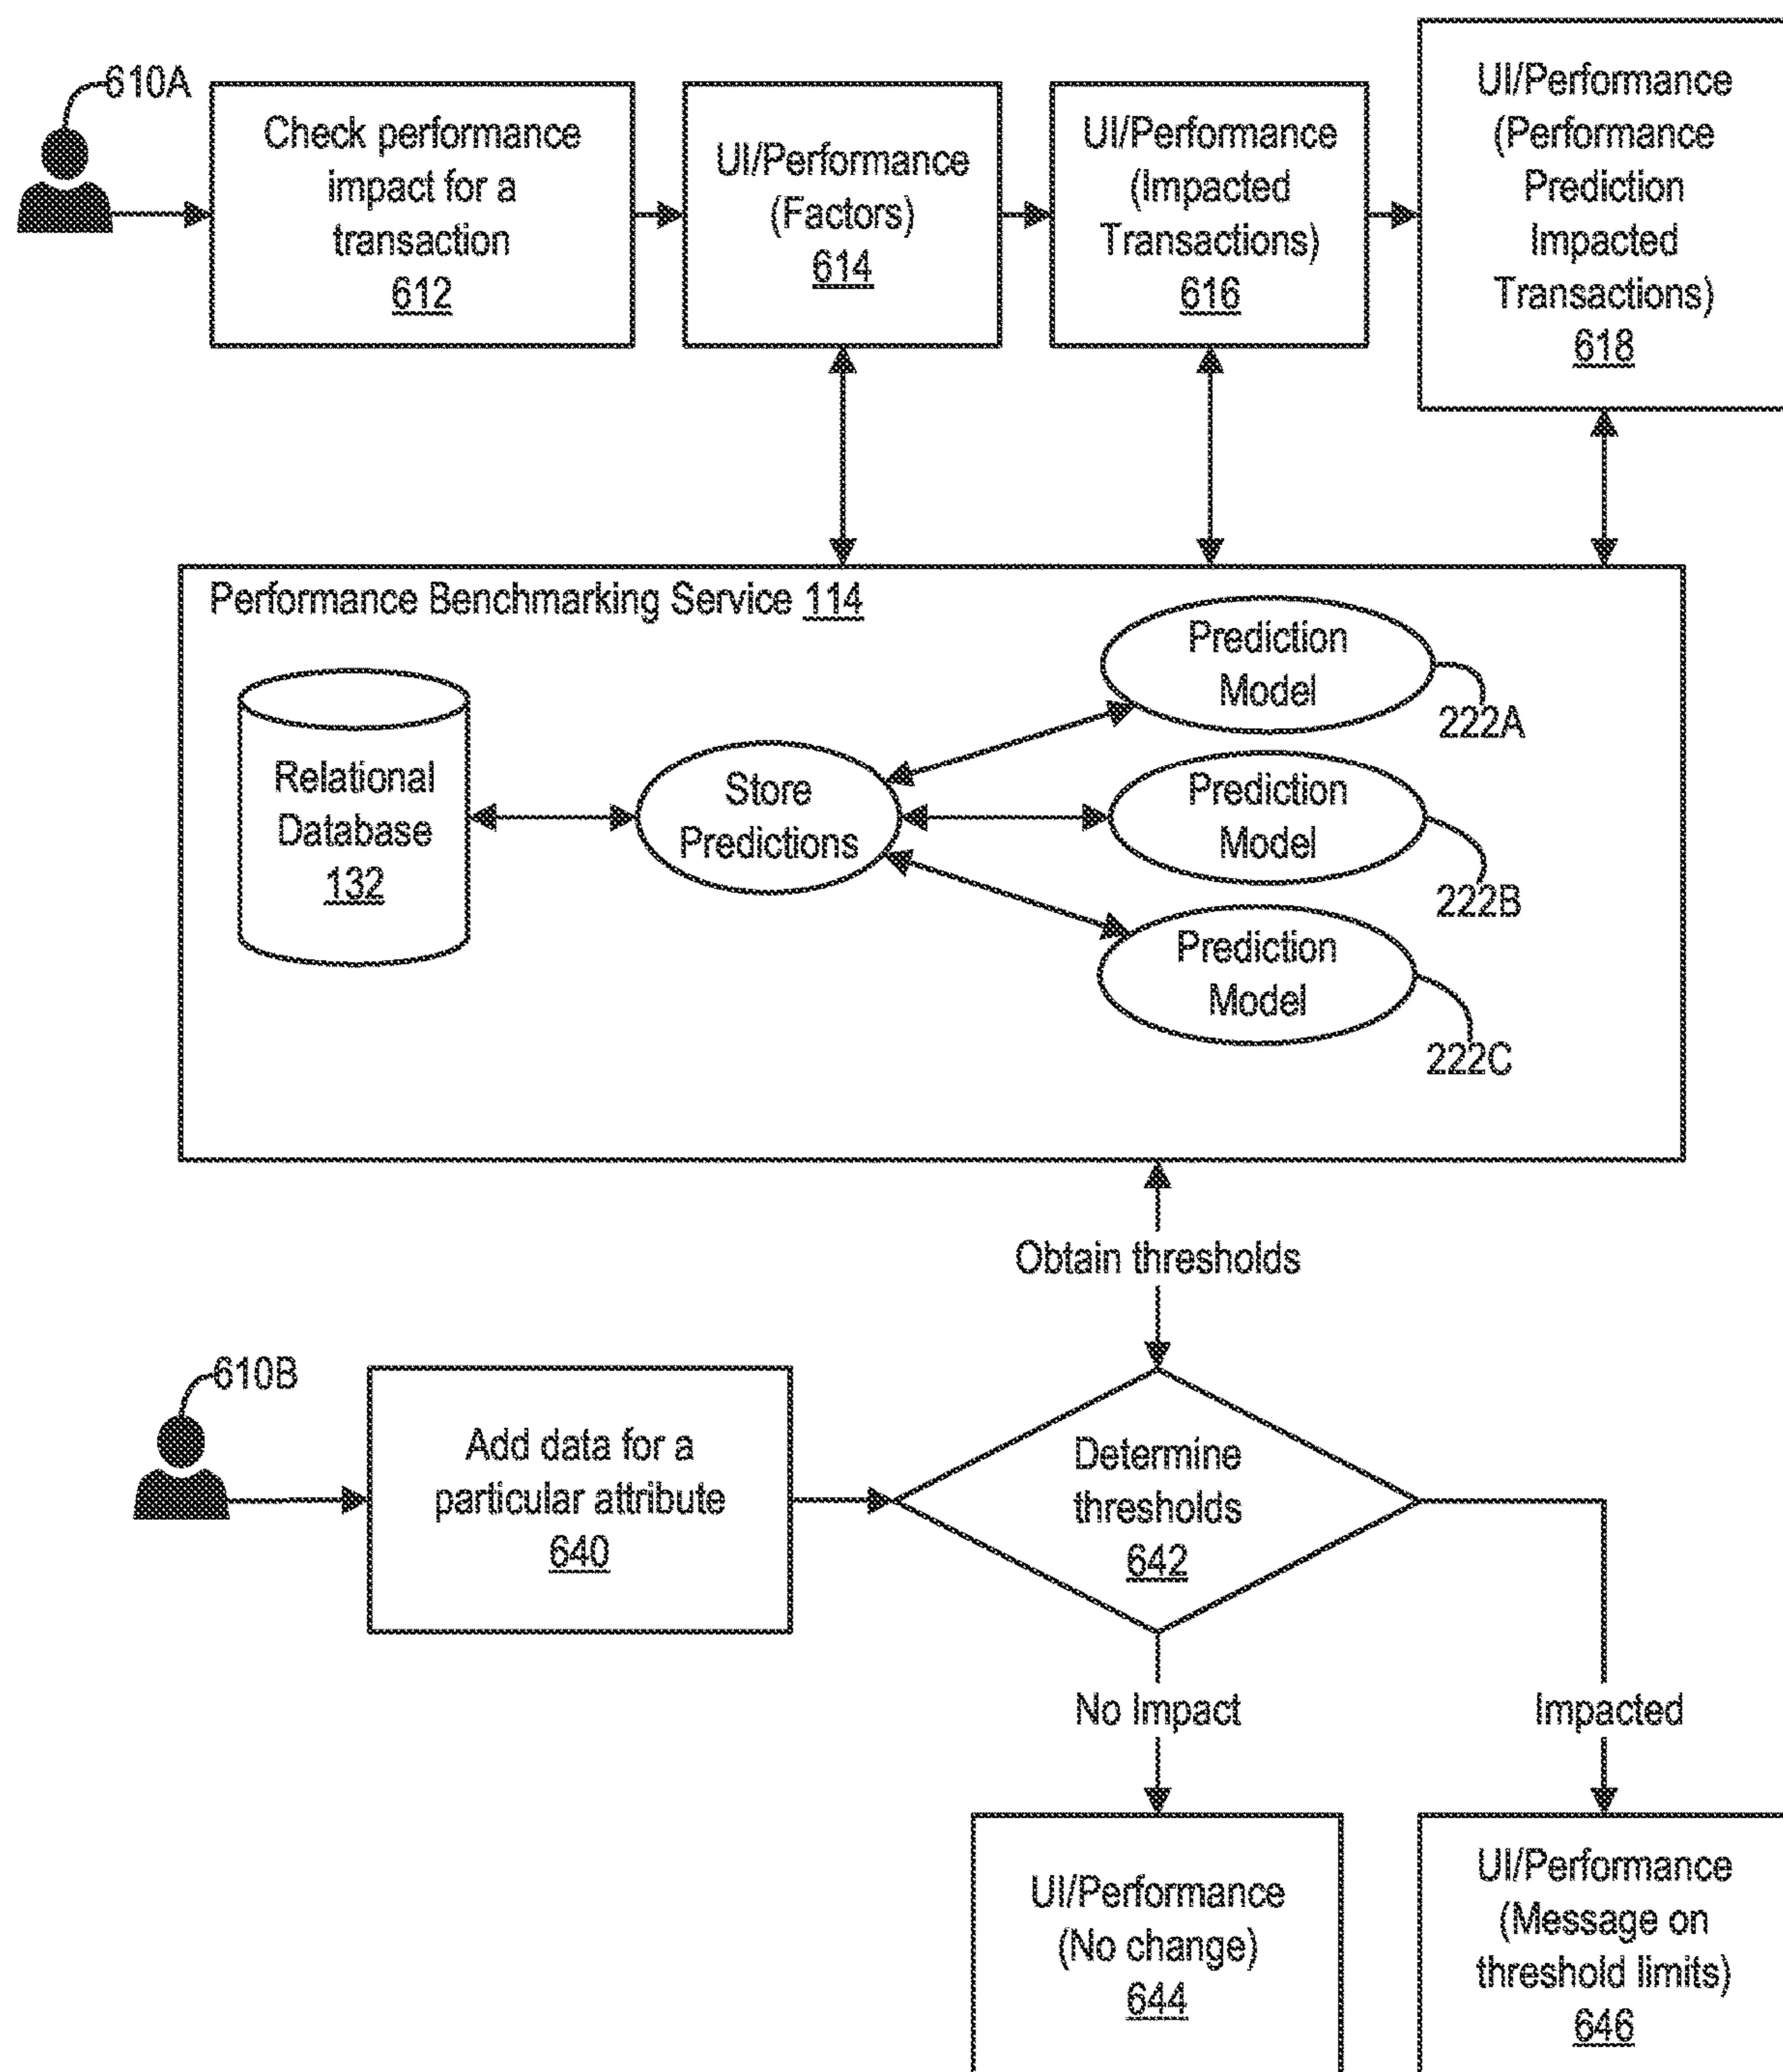 610A
Check performance
impact for a
transaction
612
UI/Performance
(Factors)
614
UI/Performance
(Impacted
Transactions)
616
UI/Performance
(Performance
Prediction
Impacted
Transactions)
618
Performance Benchmarking Service 114
Relational
Database
132
Store
Predictions
Prediction
Model
222A
Prediction
Model
222B
Prediction
Model
222C
Obtain thresholds
610B
Add data for a
particular attribute
640
Determine
thresholds
642
No Impact
Impacted
UI/Performance
(No change)
644
UI/Performance
(Message on
threshold limits)
646